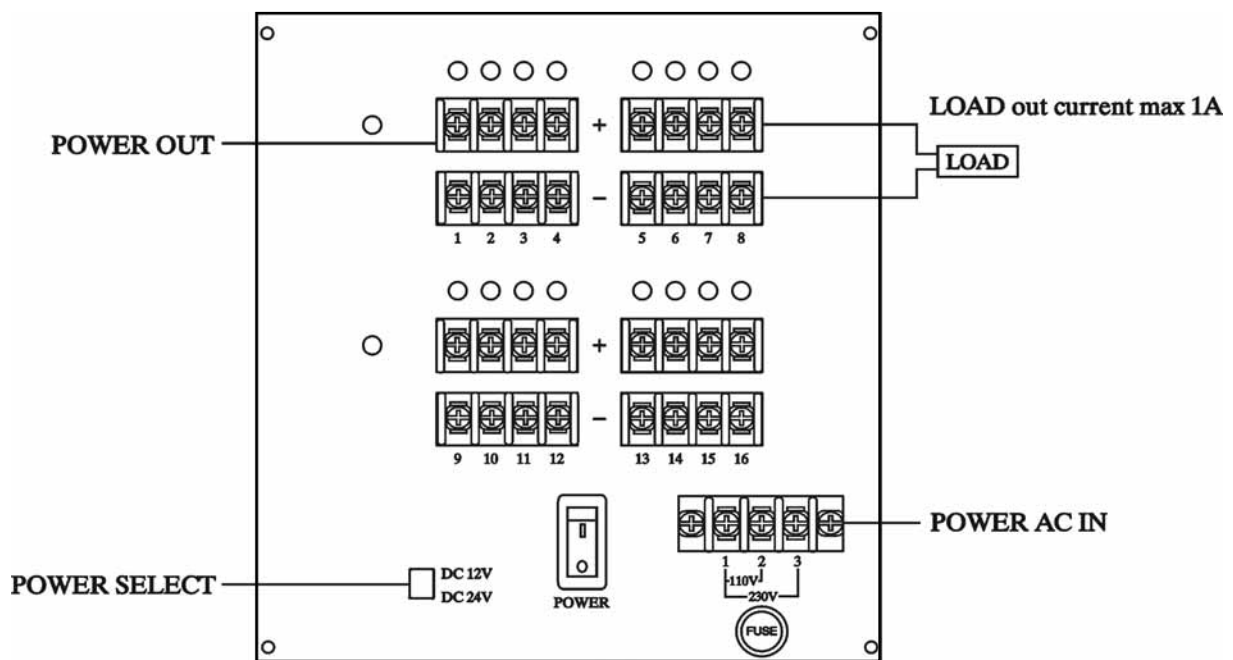 LOAD out current max 1A
+
POWER OUT
LOAD
-
1 2 3 4 5 6 7 8
+
-
9 10 11 12 13 14 15 16
POWER AC IN
1 2 3
110V
230V
POWER SELECT
DC 12V
DC 24V
POWER
FUSE